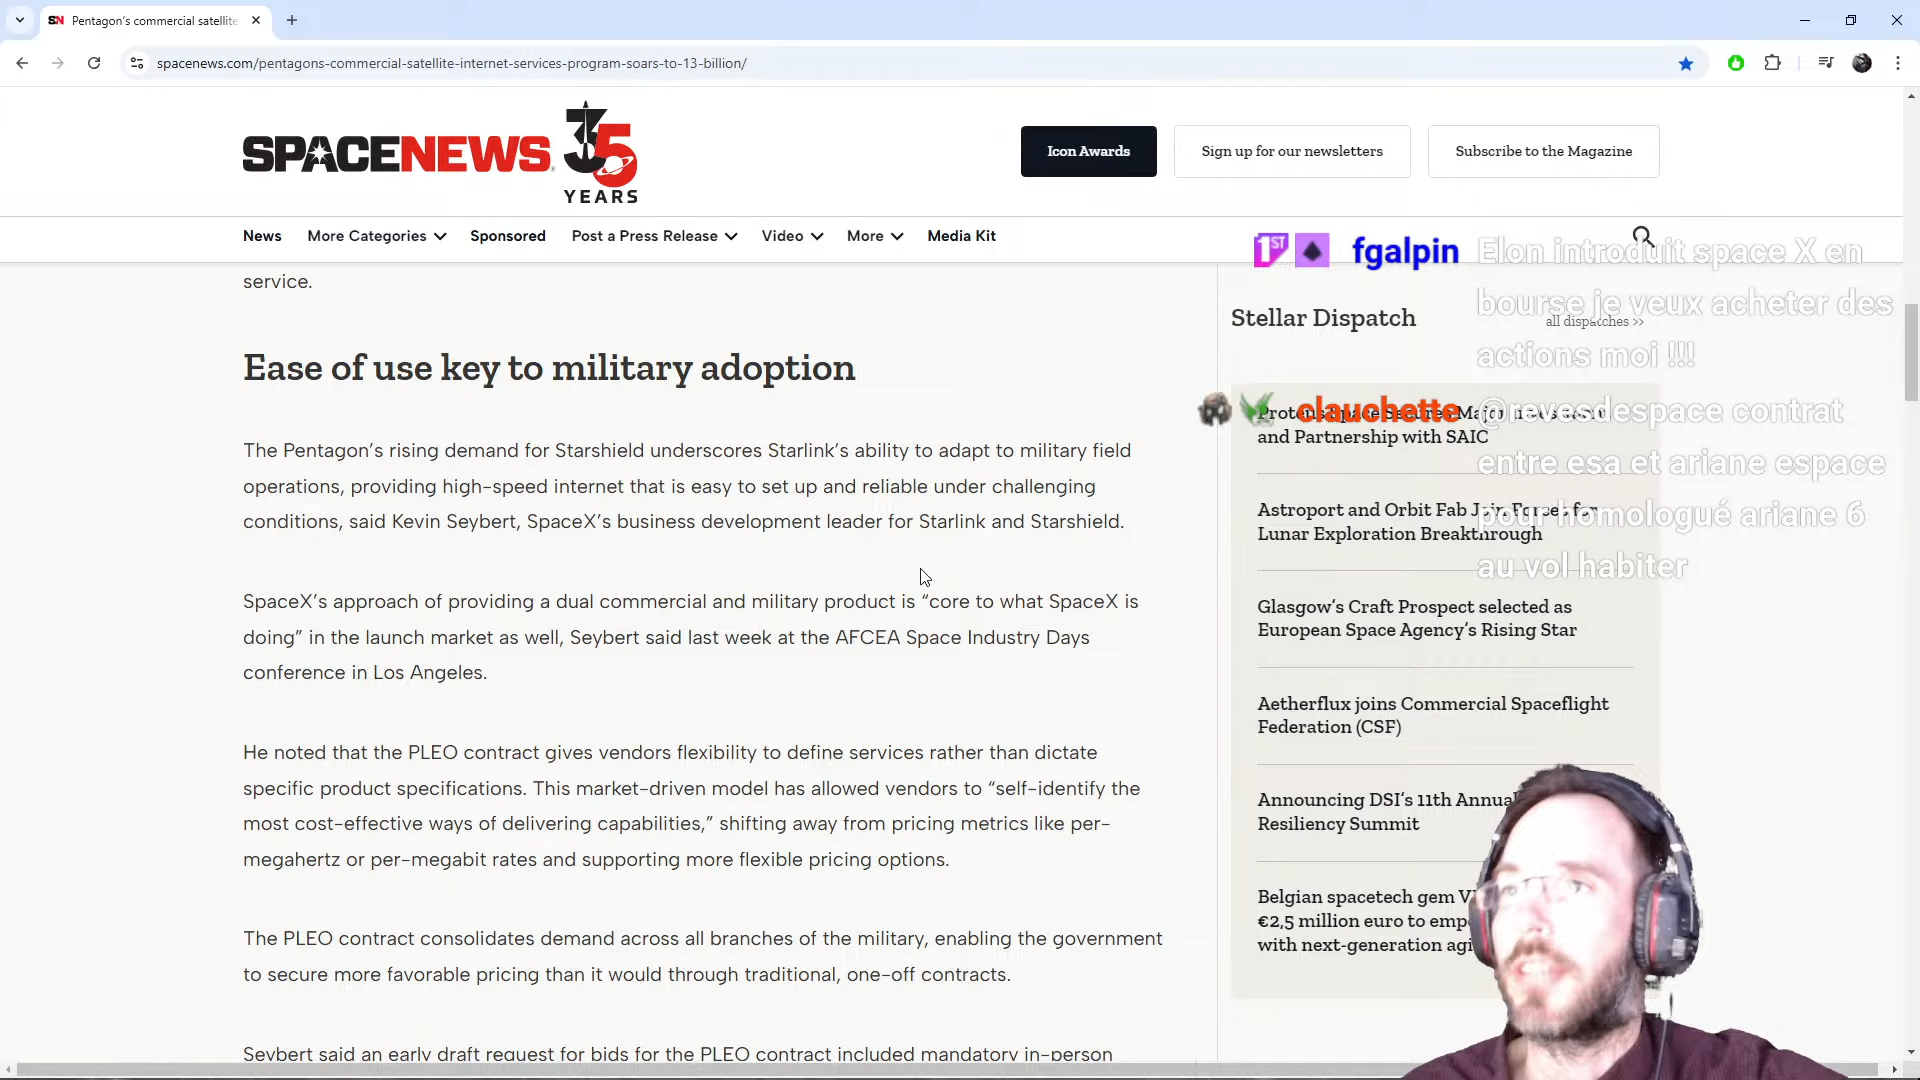 SN Pentagon's commercial satellite
spacenews.com/pentagons-commercial-satellite-internet-services-program-soars-to-13-billion/
SPACENEWS 35
YEARS
Icon Awards
Sign up for our newsletters
Subscribe to the Magazine
News More Categories Sponsored Post a Press Release Video More Media Kit
service.
Ease of use key to military adoption
The Pentagon's rising demand for Starshield underscores Starlink's ability to adapt to military field
operations, providing high-speed internet that is easy to set up and reliable under challenging
conditions, said Kevin Seybert, SpaceX's business development leader for Starlink and Starshield.
SpaceX's approach of providing a dual commercial and military product is “core to what SpaceX is
doing” in the launch market as well, Seybert said last week at the AFCEA Space Industry Days
conference in Los Angeles.
He noted that the PLEO contract gives vendors flexibility to define services rather than dictate
specific product specifications. This market-driven model has allowed vendors to “self-identify the
most cost-effective ways of delivering capabilities,” shifting away from pricing metrics like per-
megahertz or per-megabit rates and supporting more flexible pricing options.
The PLEO contract consolidates demand across all branches of the military, enabling the government
to secure more favorable pricing than it would through traditional, one-off contracts.
Seybert said an early draft request for bids for the PLEO contract included mandatory in-person
1ST fgalpin Elon introduit space X en
bourse je veux acheter des
actions moi !!!
clauchette @revesdespace contrat
entre esa et ariane espace
pour homologué ariane 6
au vol habiter
Stellar Dispatch
all dispatches >>
Proteus Space Secures Major
and Partnership with SAIC
Astroport and Orbit Fab Join Forces for
Lunar Exploration Breakthrough
Glasgow's Craft Prospect selected as
European Space Agency's Rising Star
Aetherflux joins Commercial Spaceflight
Federation (CSF)
Announcing DSI's 11th Annual
Resiliency Summit
Belgian spacetech gem
€2,5 million euro to
with next-generation